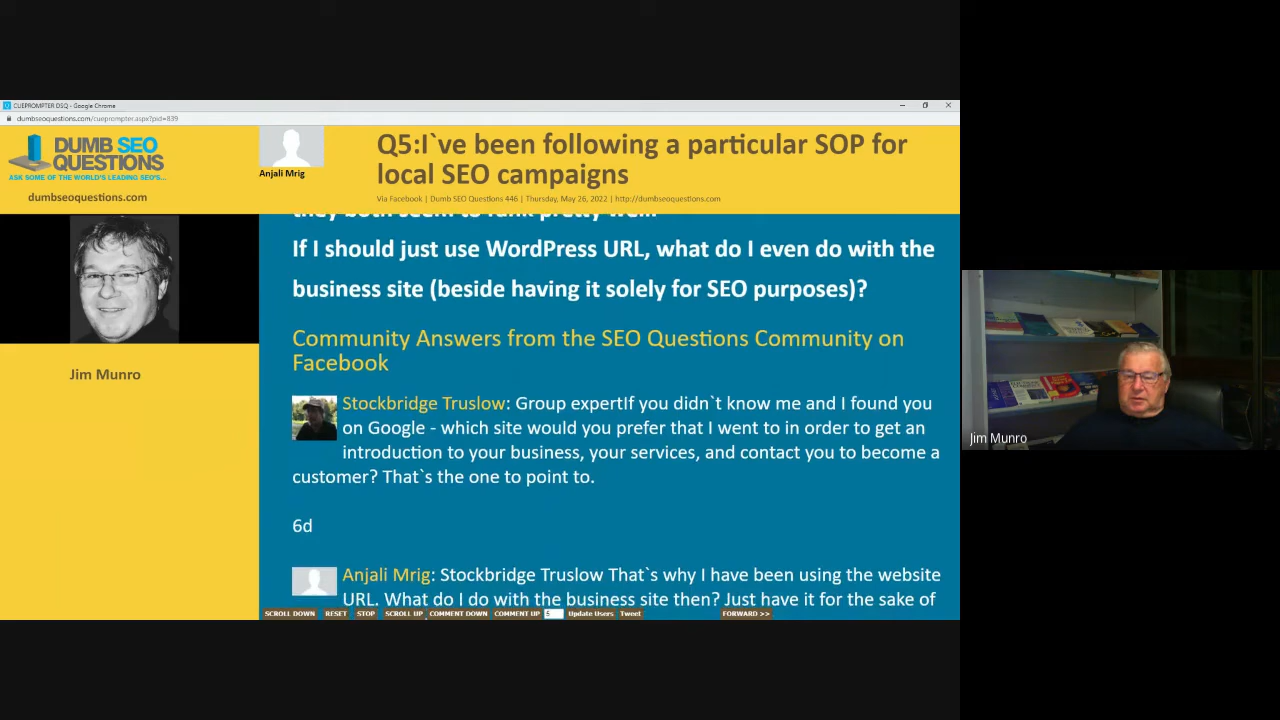 CUEPROMPTER DSQ - Google Chrome
dumbseoquestions.com/cueprompter.aspx?pid=839
DUMB SEO
QUESTIONS
ASK SOME OF THE WORLD'S LEADING SEO'S...
dumbseoquestions.com
Anjali Mrig
Q5:I`ve been following a particular SOP for
local SEO campaigns
Via Facebook | Dumb SEO Questions 446 | Thursday, May 26, 2022 | http://dumbseoquestions.com
Jim Munro
they both seem to rank pretty well.
If I should just use WordPress URL, what do I even do with the
business site (beside having it solely for SEO purposes)?
Community Answers from the SEO Questions Community on
Facebook
Stockbridge Truslow: Group expertIf you didn`t know me and I found you
on Google - which site would you prefer that I went to in order to get an
introduction to your business, your services, and contact you to become a
customer? That`s the one to point to.
6d
Anjali Mrig: Stockbridge Truslow That`s why I have been using the website
URL. What do I do with the business site then? Just have it for the sake of
SCROLL DOWN RESET STOP SCROLL UP COMMENT DOWN COMMENT UP 5 Update Users Tweet FORWARD >>
Jim Munro